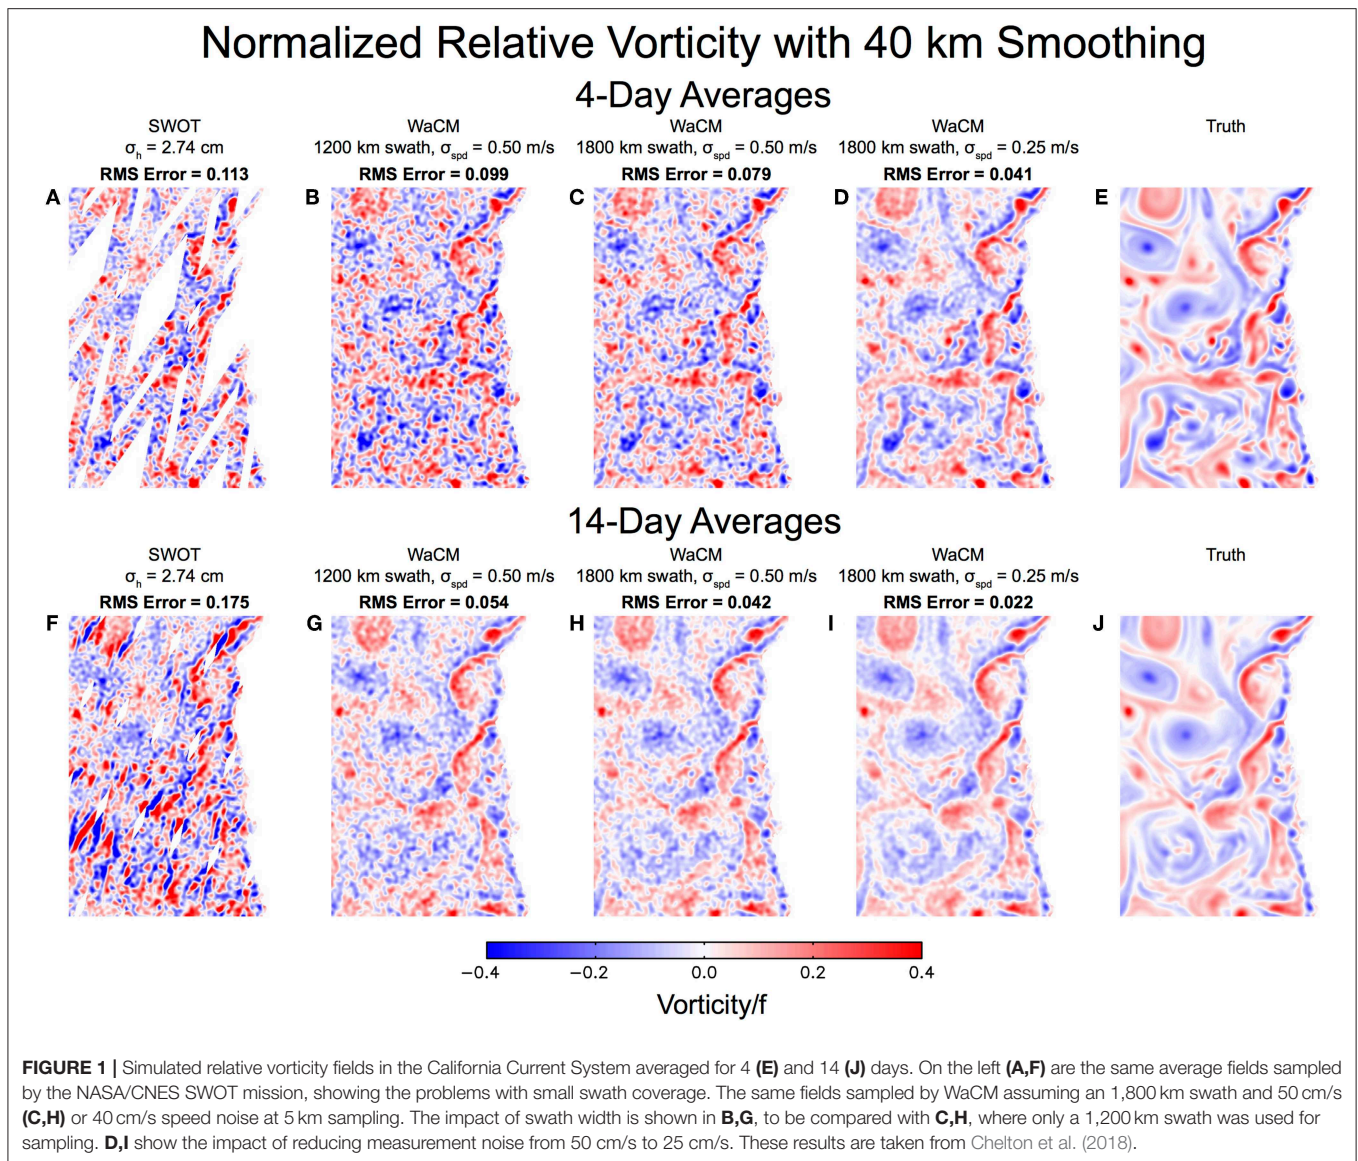 Normalized Relative Vorticity with 40 km Smoothing
4-Day Averages
SWOT
σh = 2.74 cm
RMS Error = 0.113
WaCM
1200 km swath, σspd = 0.50 m/s
RMS Error = 0.099
WaCM
1800 km swath, σspd = 0.50 m/s
RMS Error = 0.079
WaCM
1800 km swath, σspd = 0.25 m/s
RMS Error = 0.041
Truth
A
B
C
D
E
14-Day Averages
SWOT
σh = 2.74 cm
RMS Error = 0.175
WaCM
1200 km swath, σspd = 0.50 m/s
RMS Error = 0.054
WaCM
1800 km swath, σspd = 0.50 m/s
RMS Error = 0.042
WaCM
1800 km swath, σspd = 0.25 m/s
RMS Error = 0.022
Truth
F
G
H
I
J
−0.4 −0.2 0.0 0.2 0.4
Vorticity/f
FIGURE 1 | Simulated relative vorticity fields in the California Current System averaged for 4 (E) and 14 (J) days. On the left (A,F) are the same average fields sampled
by the NASA/CNES SWOT mission, showing the problems with small swath coverage. The same fields sampled by WaCM assuming an 1,800 km swath and 50 cm/s
(C,H) or 40 cm/s speed noise at 5 km sampling. The impact of swath width is shown in B,G, to be compared with C,H, where only a 1,200 km swath was used for
sampling. D,I show the impact of reducing measurement noise from 50 cm/s to 25 cm/s. These results are taken from Chelton et al. (2018).